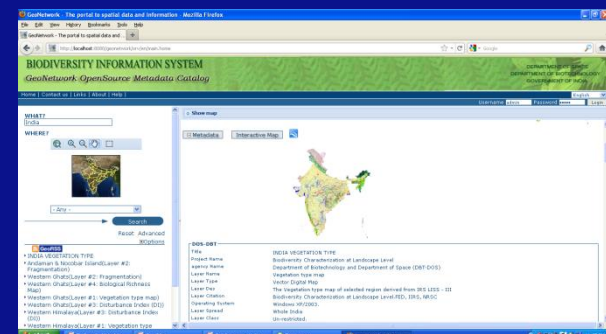 GeoNetwork - The portal to spatial data and information - Mozilla Firefox
File Edit View History Bookmarks Tools Help
GeoNetwork - The portal to spatial data and ...
BIODIVERSITY INFORMATION SYSTEM
GeoNetwork OpenSource Metadata Catalog
DEPARTMENT OF SPACE
DEPARTMENT OF BIOTECHNOLOGY
GOVERNMENT OF INDIA
Home | Contact us | Links | About | Help |
English
Username admin Password Login
WHAT?
India
WHERE?
- Any -
Search
Reset Advanced
Options
GeoRSS
INDIA VEGETATION TYPE
Andaman & Nocobar Island(Layer #2: Fragmentation)
Western Ghats(Layer #2: Fragmentation)
Western Ghats(Layer #4: Biological Richness Map)
Western Ghats(Layer #1: Vegetation type map)
Western Ghats(Layer #3: Disturbance Index (DI))
Western Himalaya(Layer #3: Disturbance Index (DI))
Western Himalaya(Layer #1: Vegetation type
Show map
Metadata Interactive Map
DOS-DBT
Title INDIA VEGETATION TYPE
Project Name Biodiversity Characterization at Landscape Level
agency Name Department of Biotechnology and Department of Space (DBT-DOS)
Layer Name Vegetation type map
Layer Type Vector Digital Map
Layer Des The Vegetation type map of selected region derived from IRS LISS - III
Layer Citation Biodiversity Characterization at Landscape Level.IIRS, NRSC
Operating System Windows XP/2003.
Layer Spread Whole India
Layer Class Un-restricted.